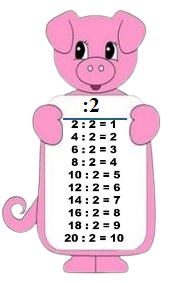 :2
2 : 2 = 1
4 : 2 = 2
6 : 2 = 3
8 : 2 = 4
10 : 2 = 5
12 : 2 = 6
14 : 2 = 7
16 : 2 = 8
18 : 2 = 9
20 : 2 = 10